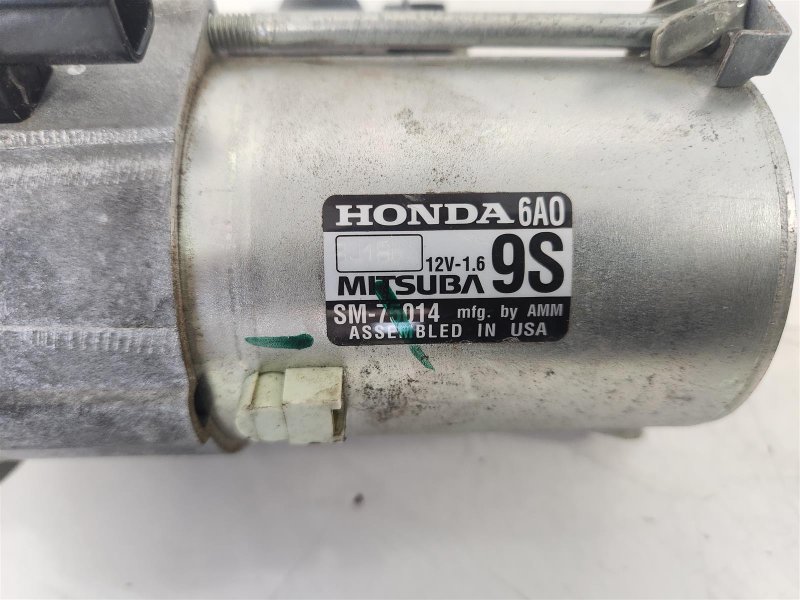 HONDA 6A0
12V-1.6 9S
MITSUBA
mfg. by AMM
ASSEMBLED IN USA